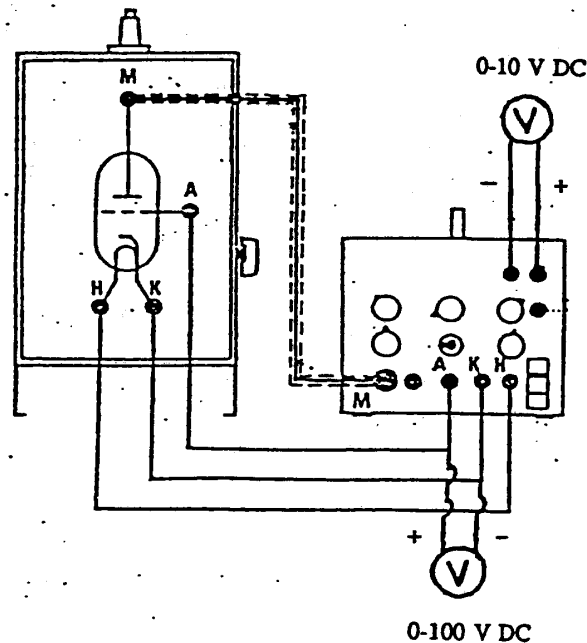 M
0-10 V DC
V
A
- +
H K
A K H
M
+ -
V
0-100 V DC